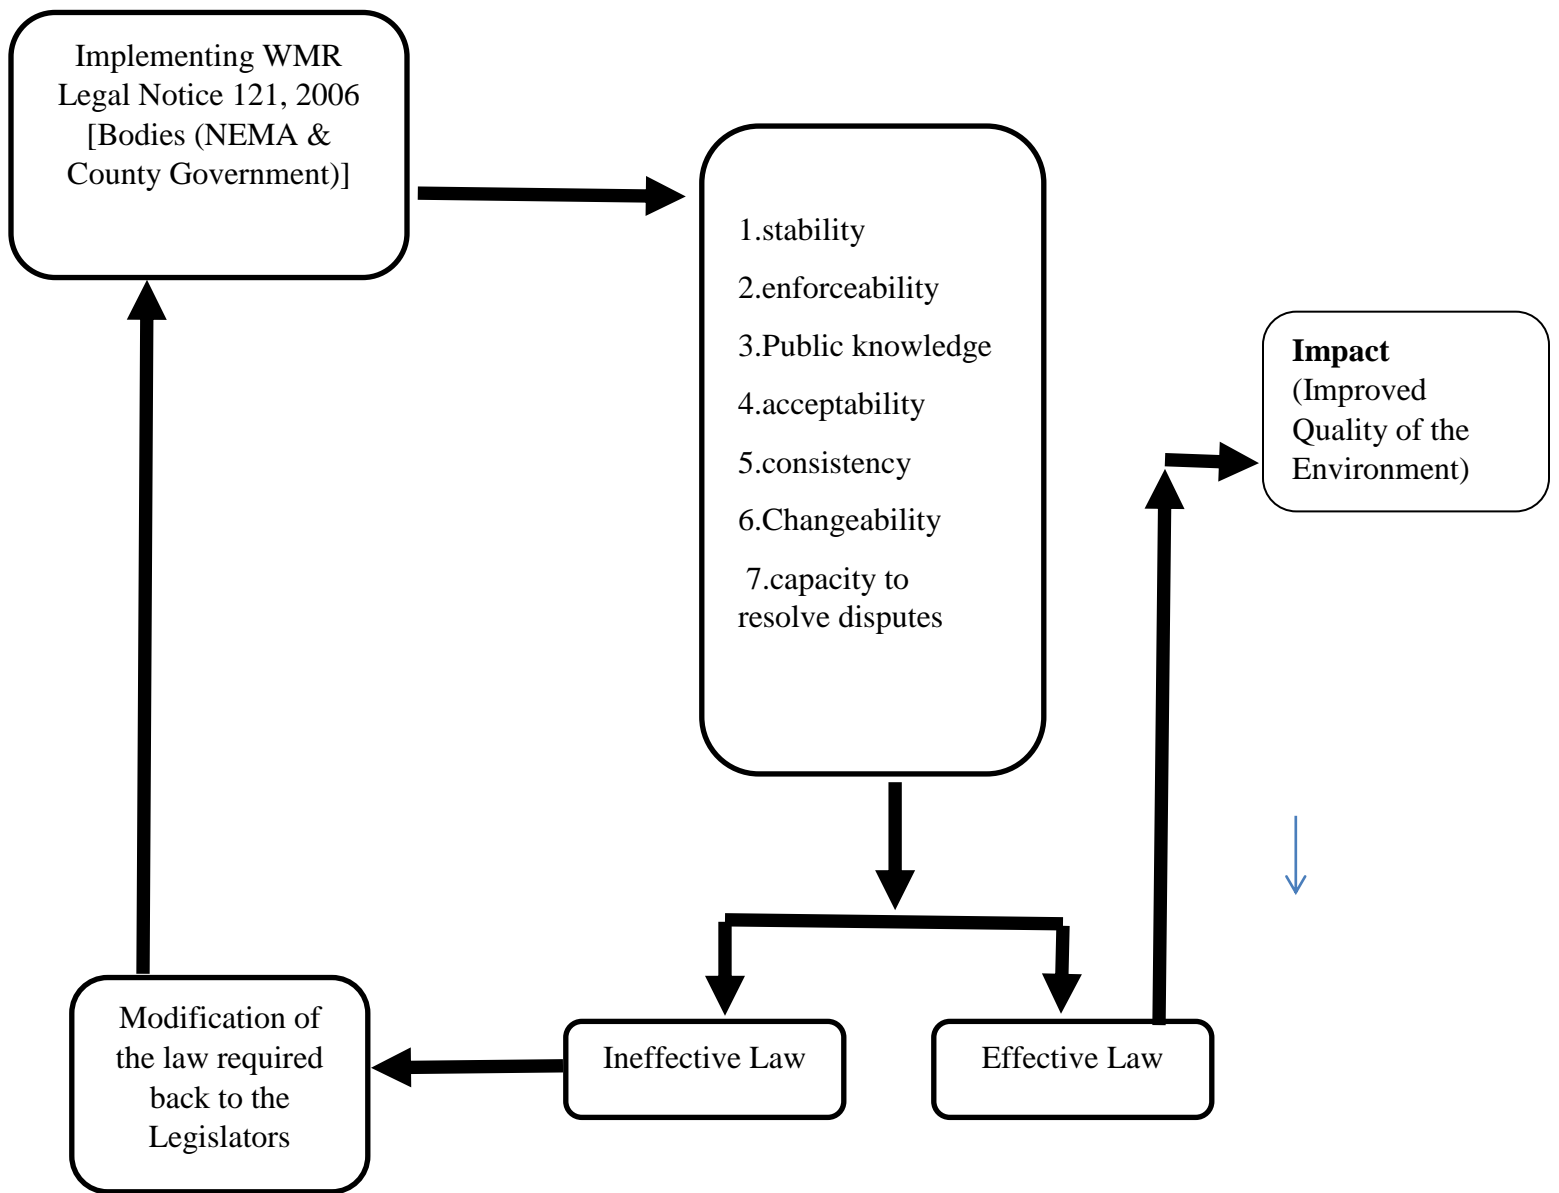 Implementing WMR
Legal Notice 121, 2006
[Bodies (NEMA &
County Government)]
1.stability
2.enforceability
3.Public knowledge
4.acceptability
5.consistency
6.Changeability
7.capacity to
resolve disputes
Impact
(Improved
Quality of the
Environment)
Modification of
the law required
back to the
Legislators
Ineffective Law
Effective Law